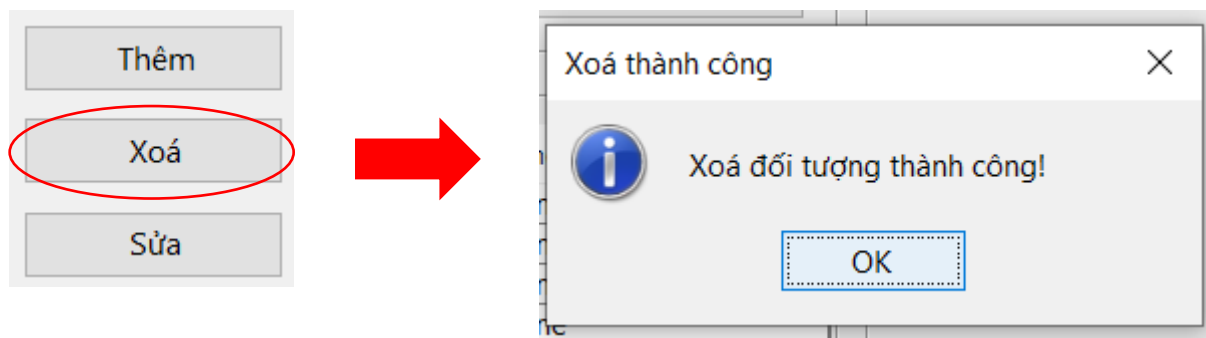 Thêm
Xoá
Sửa
Xoá thành công
Xoá đối tượng thành công!
OK